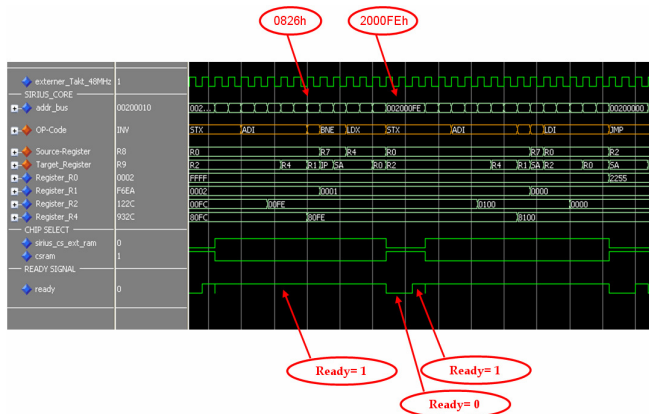 0826h 2000FEh
externer_Takt_48MHz 1
SIRIUS_CORE
addr_bus 00200010 002... 002000FE 00200000
OP-Code INV STX ADI BNE LDX STX ADI LDI JMP
Source-Register R8 R0 R7 R4 R0 R7 R0 R2
Target_Register R9 R2 R4 R1 IP SA R0 R2 R4 R1 SA R2 R0 SA
Register_R0 0002 FFFF 2255
Register_R1 F6EA 0002 0001 0000
Register_R2 122C 00FC 00FE 0100 0000
Register_R4 932C 80FC 80FE 8100
CHIP SELECT
sirius_cs_ext_ram 0
csram 1
READY SIGNAL
ready 0
Ready= 1 Ready= 1
Ready= 0